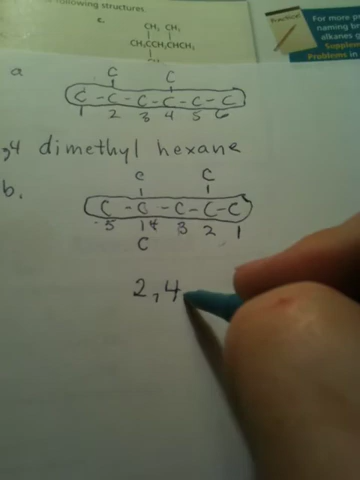 following structures.
c.
CH₃ CH₃
CH₃CCH₂CHCH₃
Practice
For more p
naming br
alkanes g
Supplem
Problems in
a
C C
C - C - C - C - C - C
1 2 3 4 5 6
,4 dimethyl hexane
b.
C C
C - C - C - C - C
5 4 3 2 1
C
2,4